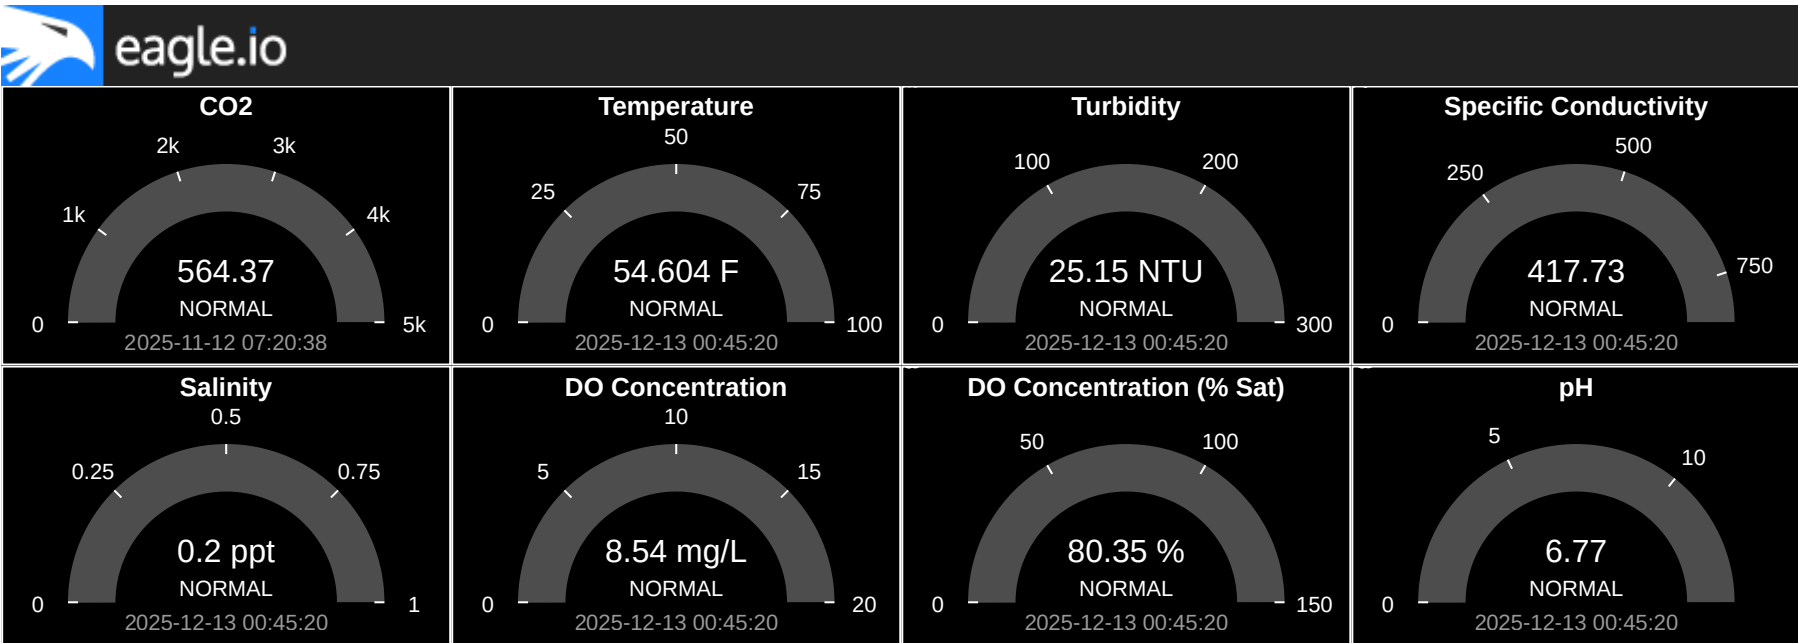 eagle.io
CO2
2k
3k
1k
4k
564.37
NORMAL
0
5k
2025-11-12 07:20:38
Temperature
50
25
75
54.604 F
NORMAL
0
100
2025-12-13 00:45:20
Turbidity
100
200
25.15 NTU
NORMAL
0
300
2025-12-13 00:45:20
Specific Conductivity
500
250
750
417.73
NORMAL
0
2025-12-13 00:45:20
Salinity
0.5
0.25
0.75
0.2 ppt
NORMAL
0
1
2025-12-13 00:45:20
DO Concentration
10
5
15
8.54 mg/L
NORMAL
0
20
2025-12-13 00:45:20
DO Concentration (% Sat)
50
100
80.35 %
NORMAL
0
150
2025-12-13 00:45:20
pH
5
10
6.77
NORMAL
0
2025-12-13 00:45:20